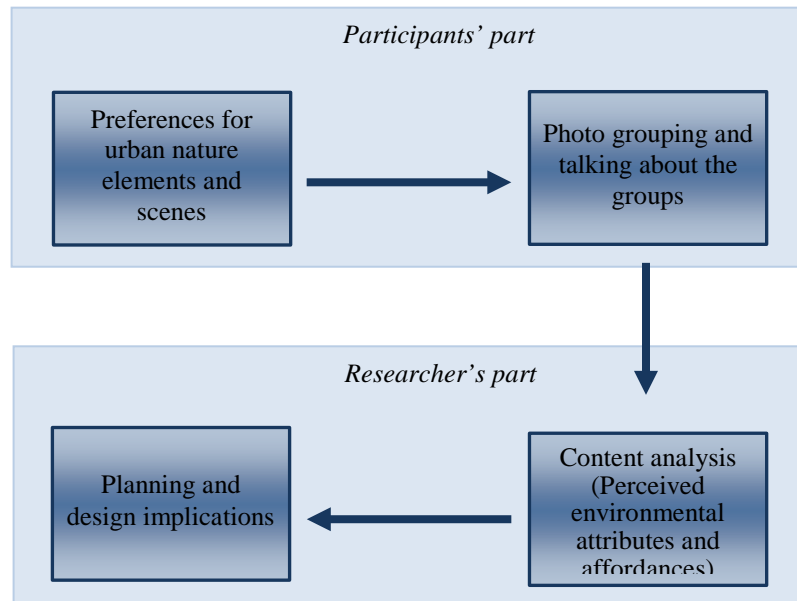 Participants’ part
Preferences for
urban nature
elements and
scenes
Photo grouping and
talking about the
groups
Researcher’s part
Planning and
design implications
Content analysis
(Perceived
environmental
attributes and
affordances)